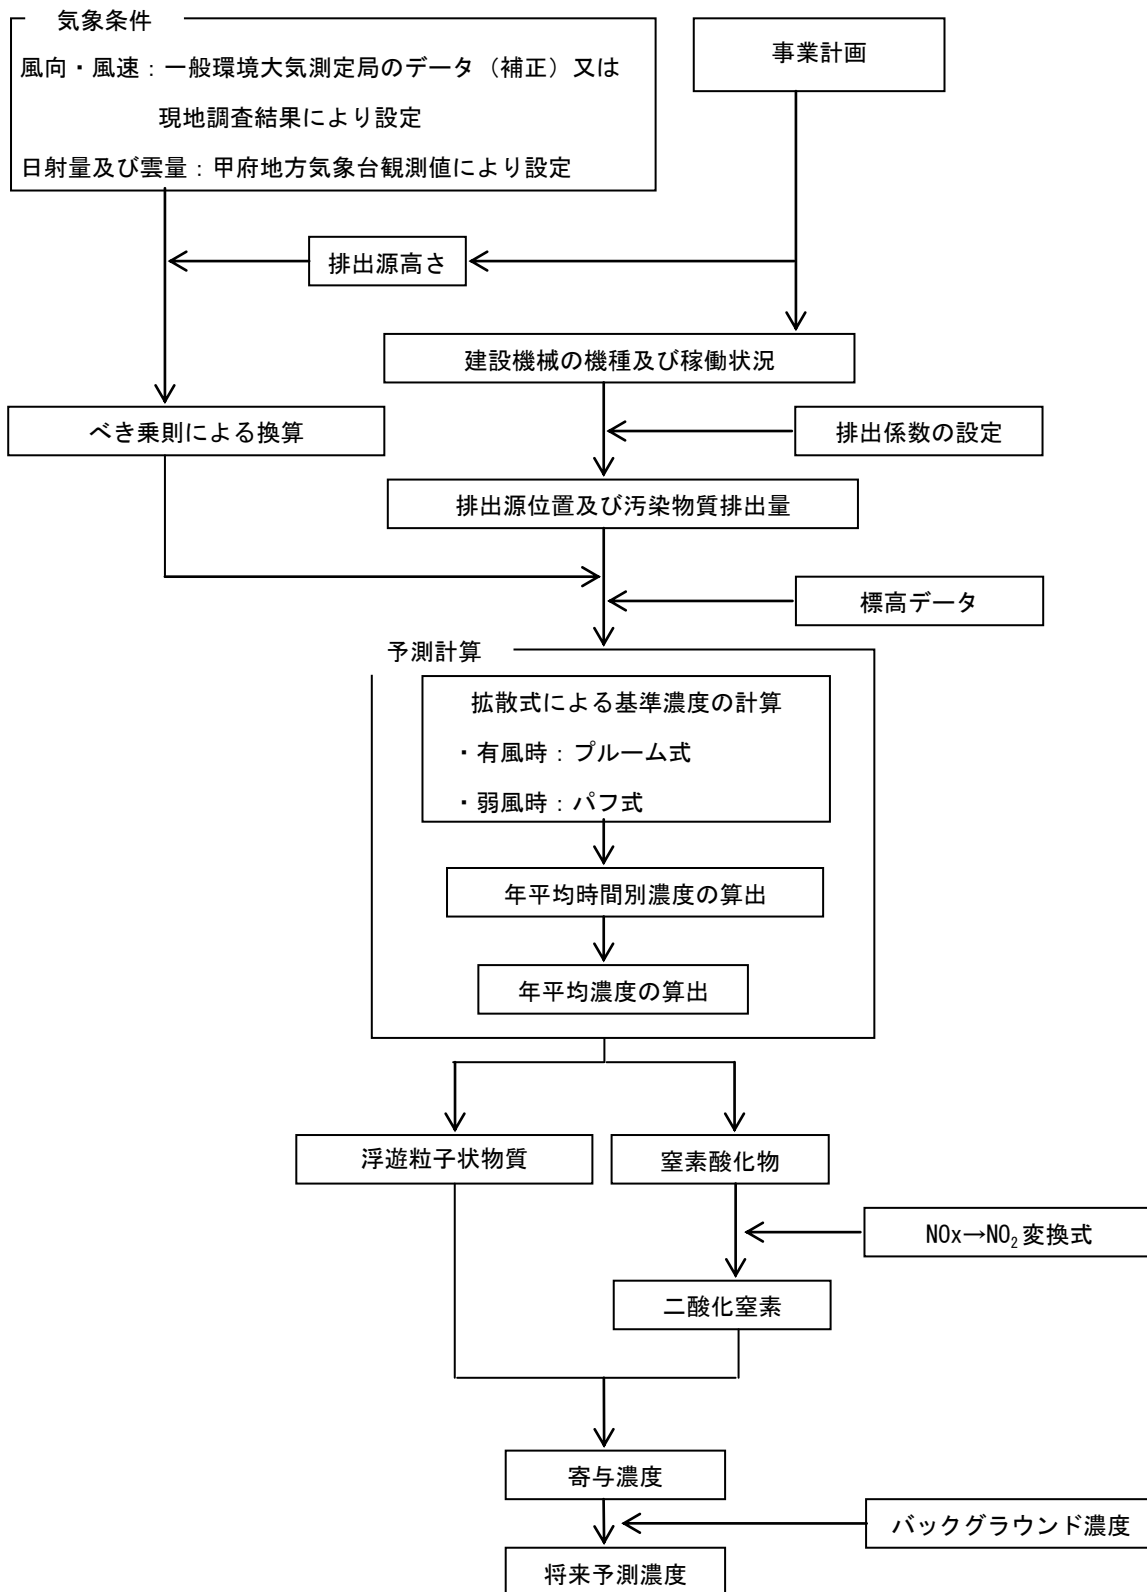 気象条件
風向・風速：一般環境大気測定局のデータ（補正）又は
現地調査結果により設定
日射量及び雲量：甲府地方気象台観測値により設定
事業計画
排出源高さ
建設機械の機種及び稼働状況
べき乗則による換算
排出係数の設定
排出源位置及び汚染物質排出量
標高データ
予測計算
拡散式による基準濃度の計算
・有風時：プルーム式
・弱風時：パフ式
年平均時間別濃度の算出
年平均濃度の算出
浮遊粒子状物質
窒素酸化物
NOx→NO₂変換式
二酸化窒素
寄与濃度
バックグラウンド濃度
将来予測濃度